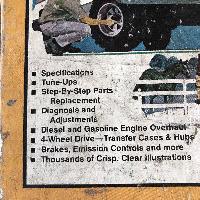 ■ Specifications
■ Tune-Ups
■ Step-By-Step Parts
Replacement
■ Diagnosis and
Adjustments
■ Diesel and Gasoline Engine Overhaul
■ 4-Wheel Drive—Transfer Cases & Hubs
■ Brakes, Emission Controls and more
■ Thousands of Crisp, Clear Illustrations